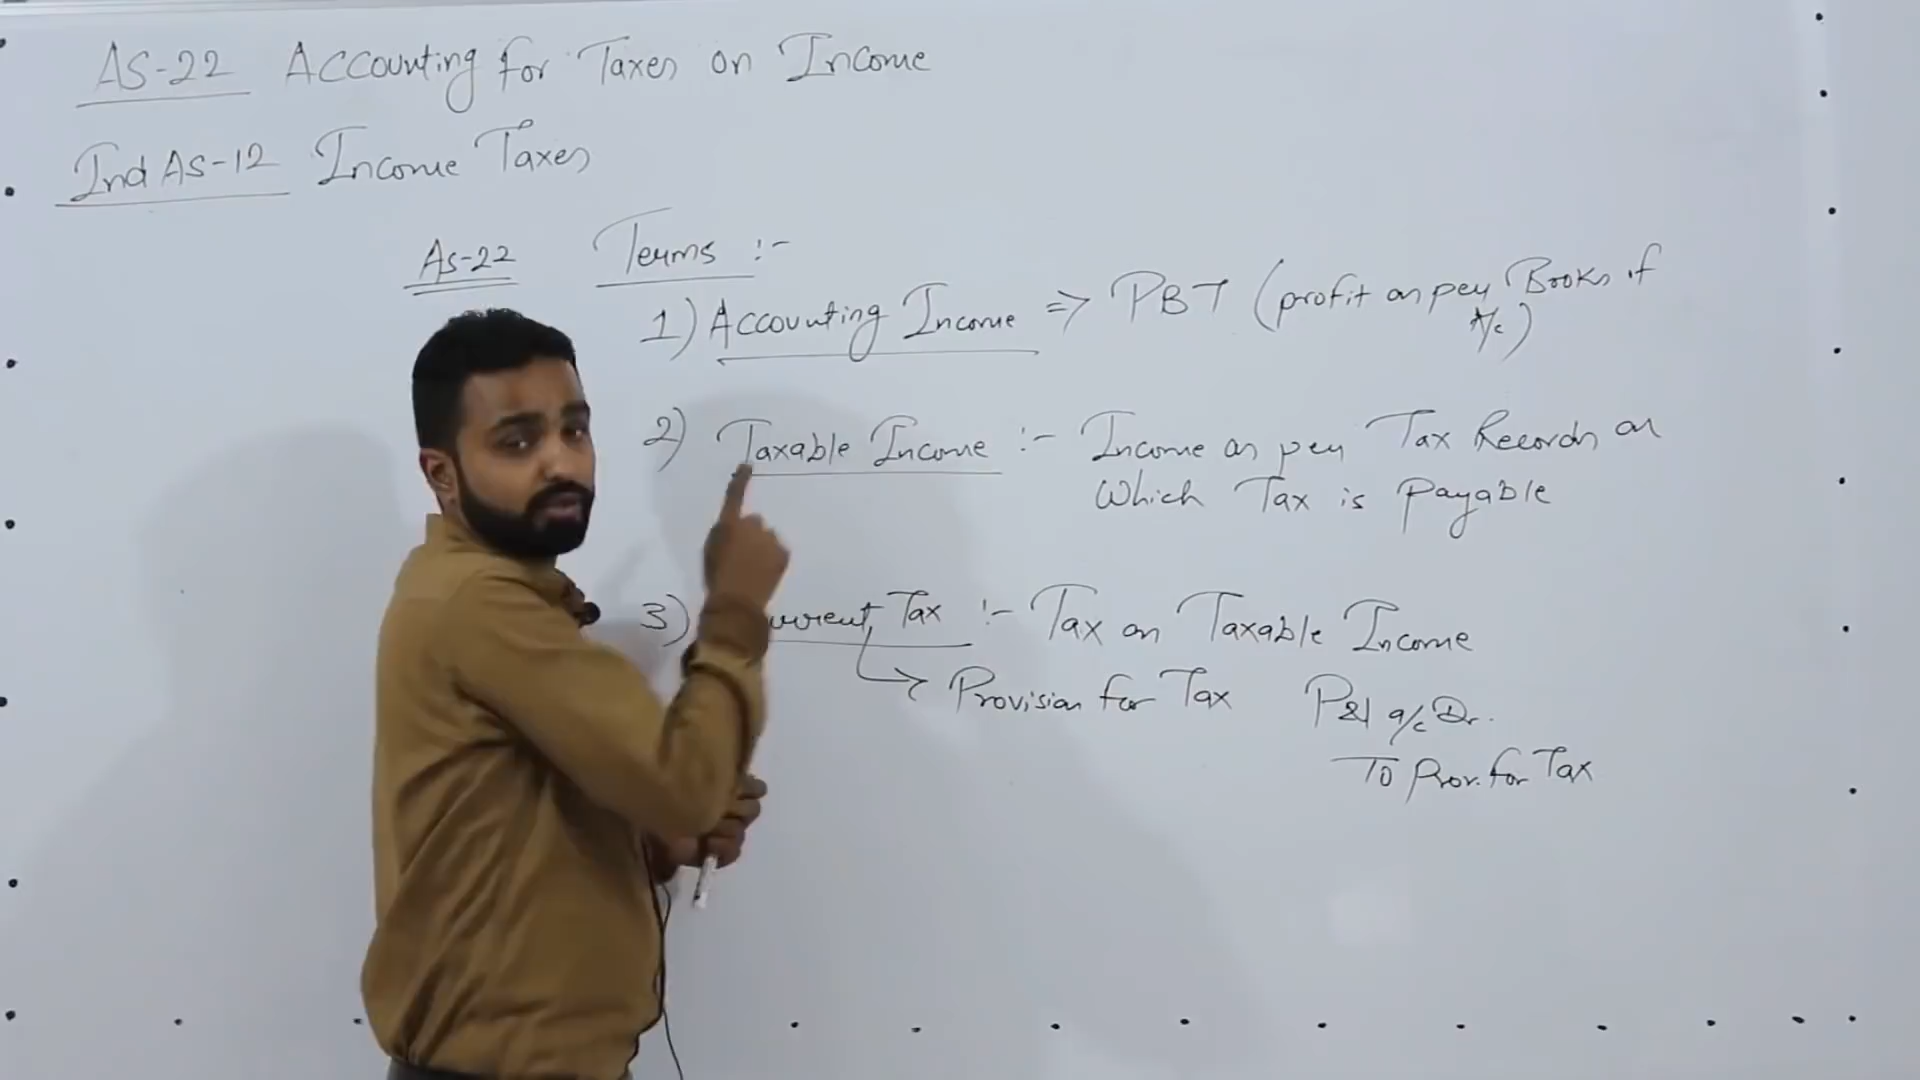 AS-22 Accounting for Taxes on Income
Ind AS-12 Income Taxes
As-22 Terms :-
1) Accounting Income => PBT (profit as per Books if
A/c)
2) Taxable Income :- Income as per Tax Records on
Which Tax is Payable
3) urrent Tax :- Tax on Taxable Income
Provision for Tax P&l a/c Dr.
To Prov. for Tax